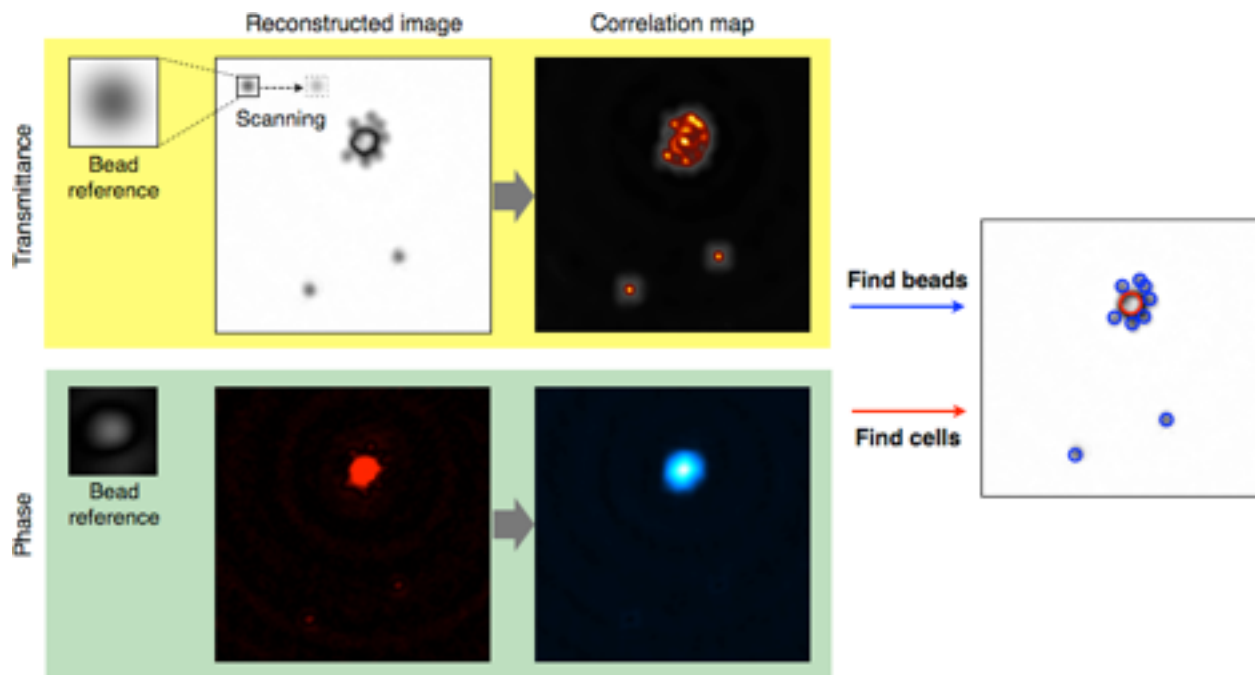 Reconstructed image
Correlation map
Transmittance
Bead
reference
Scanning
Find beads
Find cells
Phase
Bead
reference